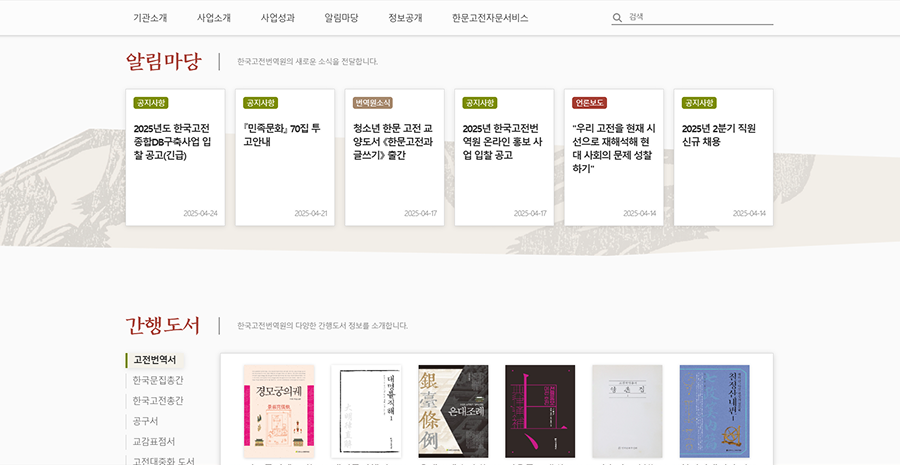 기관소개 사업소개 사업성과 알림마당 정보공개 한문고전자문서비스 검색
알림마당 한국고전번역원의 새로운 소식을 전달합니다.
공지사항
2025년도 한국고전
종합DB구축사업 입
찰 공고(긴급)
2025-04-24
공지사항
『민족문화』 70집 투
고안내
2025-04-21
번역원소식
청소년 한문 고전 교
양도서 《한문고전과
글쓰기》 출간
2025-04-17
공지사항
2025년 한국고전번
역원 온라인 홍보 사
업 입찰 공고
2025-04-17
언론보도
"우리 고전을 현재 시
선으로 재해석해 현
대 사회의 문제 성찰
하기"
2025-04-14
공지사항
2025년 2분기 직원
신규 채용
2025-04-14
간행도서 한국고전번역원의 다양한 간행도서 정보를 소개합니다.
고전번역서
한국문집총간
한국고전총간
공구서
교감표점서
고전대중화 도서
경모궁의궤
대명률직해 1
銀臺條例
은대조례